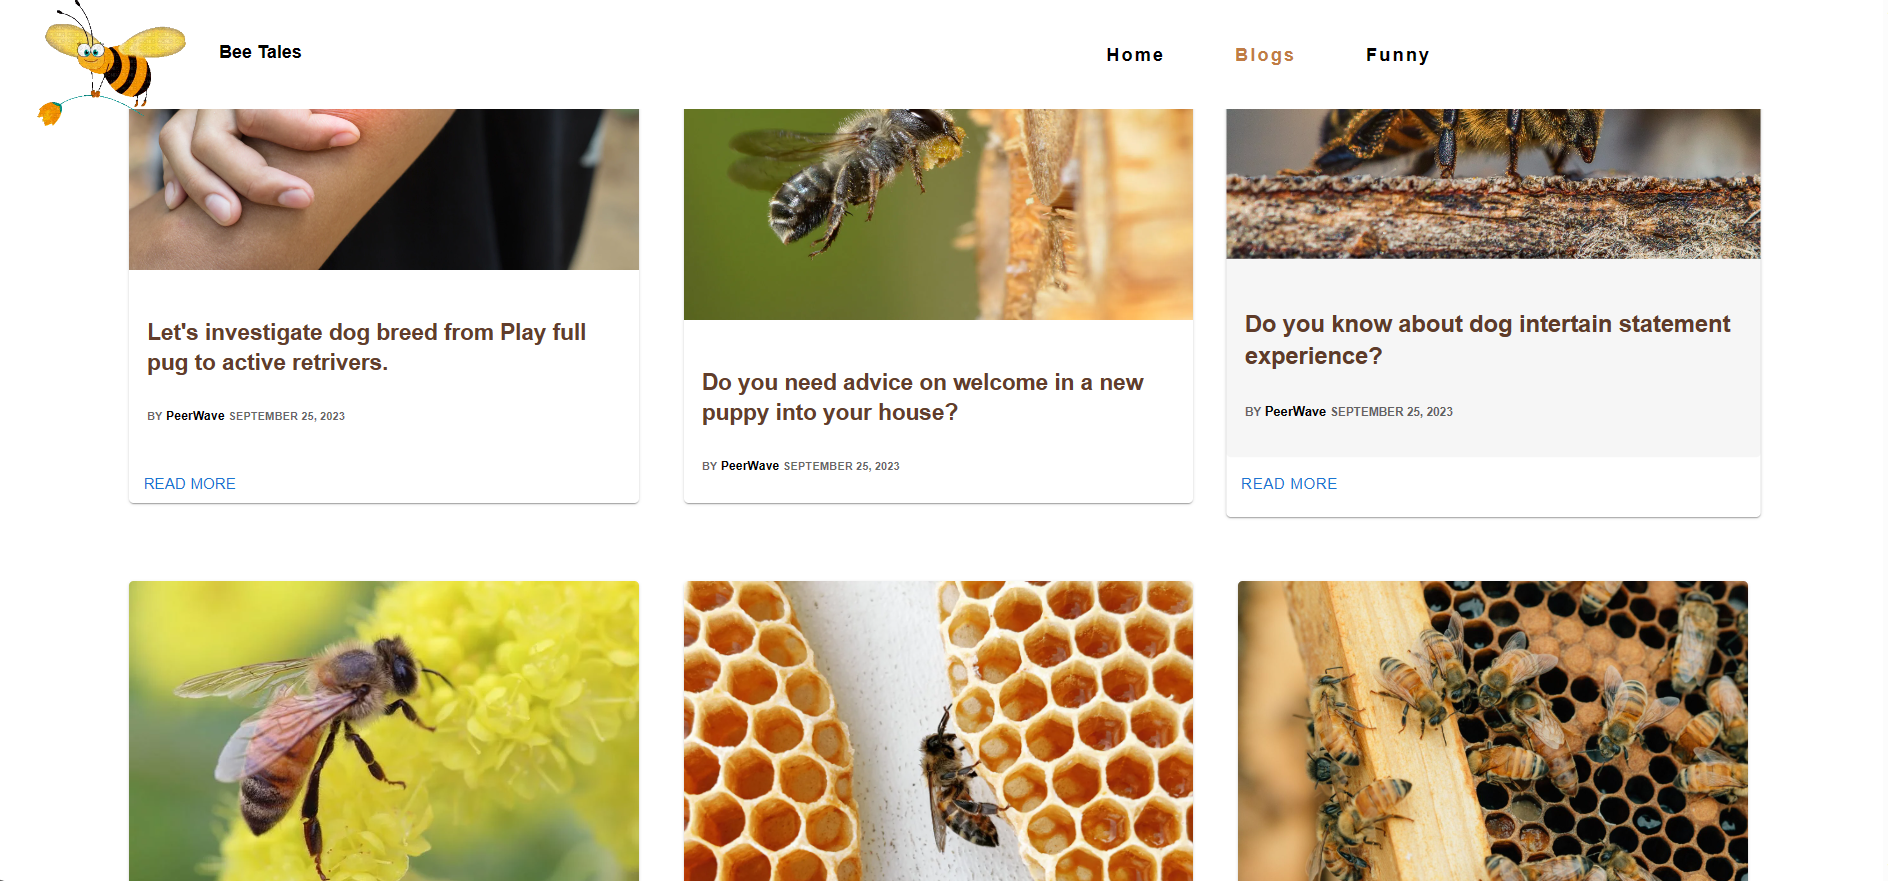 Bee Tales
Home
Blogs
Funny
Let's investigate dog breed from Play full
pug to active retrivers.
BY PeerWave SEPTEMBER 25, 2023
READ MORE
Do you need advice on welcome in a new
puppy into your house?
BY PeerWave SEPTEMBER 25, 2023
Do you know about dog intertain statement
experience?
BY PeerWave SEPTEMBER 25, 2023
READ MORE